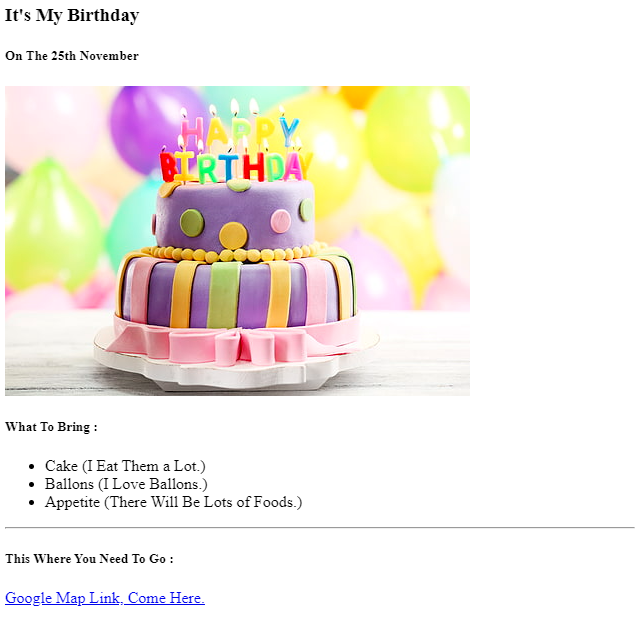 It's My Birthday
On The 25th November
HAPPY
BIRTHDAY
What To Bring :
Cake (I Eat Them a Lot.)
Ballons (I Love Ballons.)
Appetite (There Will Be Lots of Foods.)
This Where You Need To Go :
Google Map Link, Come Here.